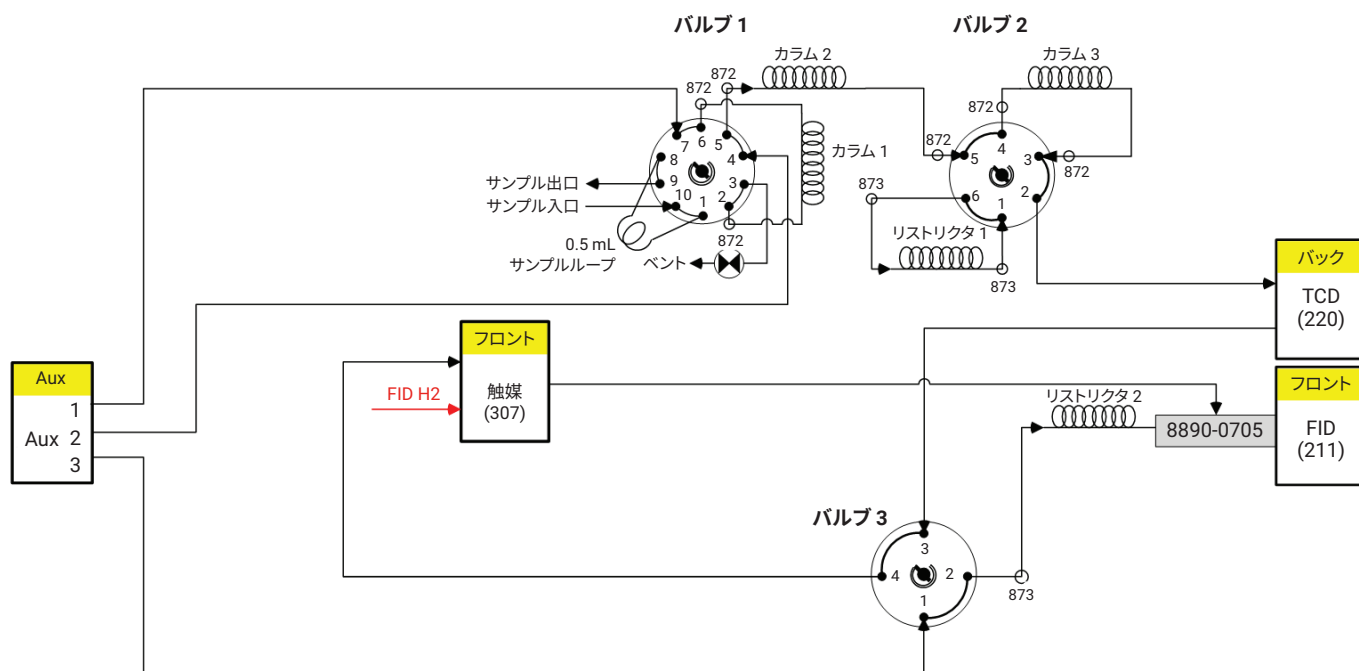 バルブ 1
バルブ 2
カラム 2
カラム 3
872
872
872
6
5
7
4
8
3
9
2
10
1
カラム 1
872
872
872
4
5
3
6
2
1
サンプル出口
サンプル入口
0.5 mL
サンプルループ
872
ベント
873
リストリクタ 1
873
バック
TCD
(220)
フロント
触媒
(307)
FID H2
Aux
Aux
1
2
3
リストリクタ 2
8890-0705
フロント
FID
(211)
バルブ 3
3
4
2
1
873